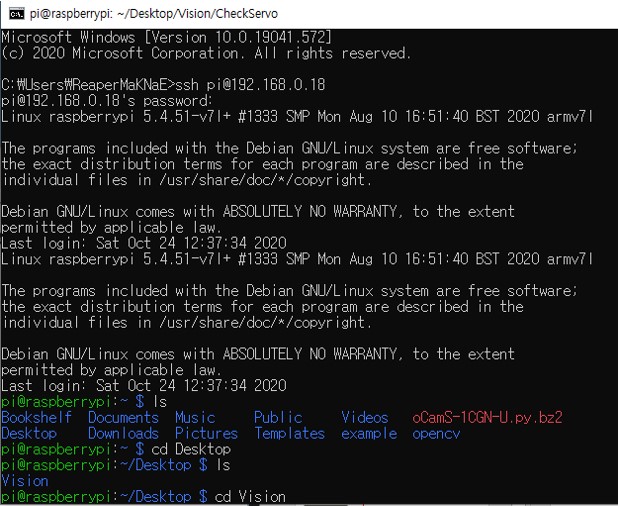 pi@raspberrypi: ~/Desktop/Vision/CheckServo
Microsoft Windows [Version 10.0.19041.572]
(c) 2020 Microsoft Corporation. All rights reserved.
C:₩Users₩ReaperMaKNaE>ssh pi@192.168.0.18
pi@192.168.0.18's password:
Linux raspberrypi 5.4.51-v7l+ #1333 SMP Mon Aug 10 16:51:40 BST 2020 armv7l
The programs included with the Debian GNU/Linux system are free software;
the exact distribution terms for each program are described in the
individual files in /usr/share/doc/*/copyright.
Debian GNU/Linux comes with ABSOLUTELY NO WARRANTY, to the extent
permitted by applicable law.
Last login: Sat Oct 24 12:37:34 2020
Linux raspberrypi 5.4.51-v7l+ #1333 SMP Mon Aug 10 16:51:40 BST 2020 armv7l
The programs included with the Debian GNU/Linux system are free software;
the exact distribution terms for each program are described in the
individual files in /usr/share/doc/*/copyright.
Debian GNU/Linux comes with ABSOLUTELY NO WARRANTY, to the extent
permitted by applicable law.
Last login: Sat Oct 24 12:37:34 2020
pi@raspberrypi:~ $ ls
Bookshelf Documents Music Public Videos oCamS-1CGN-U.py.bz2
Desktop Downloads Pictures Templates example opencv
pi@raspberrypi:~ $ cd Desktop
pi@raspberrypi:~/Desktop $ ls
Vision
pi@raspberrypi:~/Desktop $ cd Vision